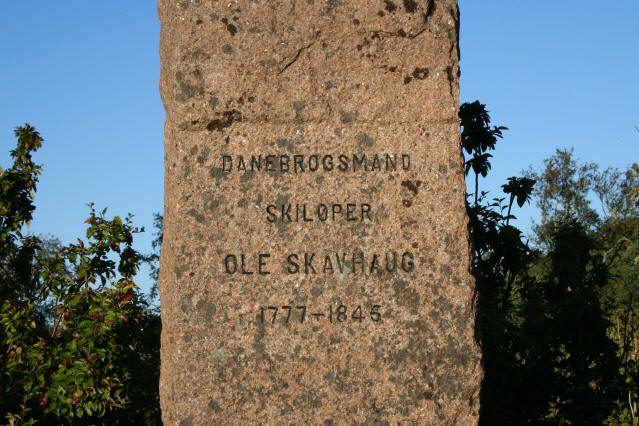 DANEBROGSMAND
SKILØPER
OLE SKAVHAUG
1777-1845